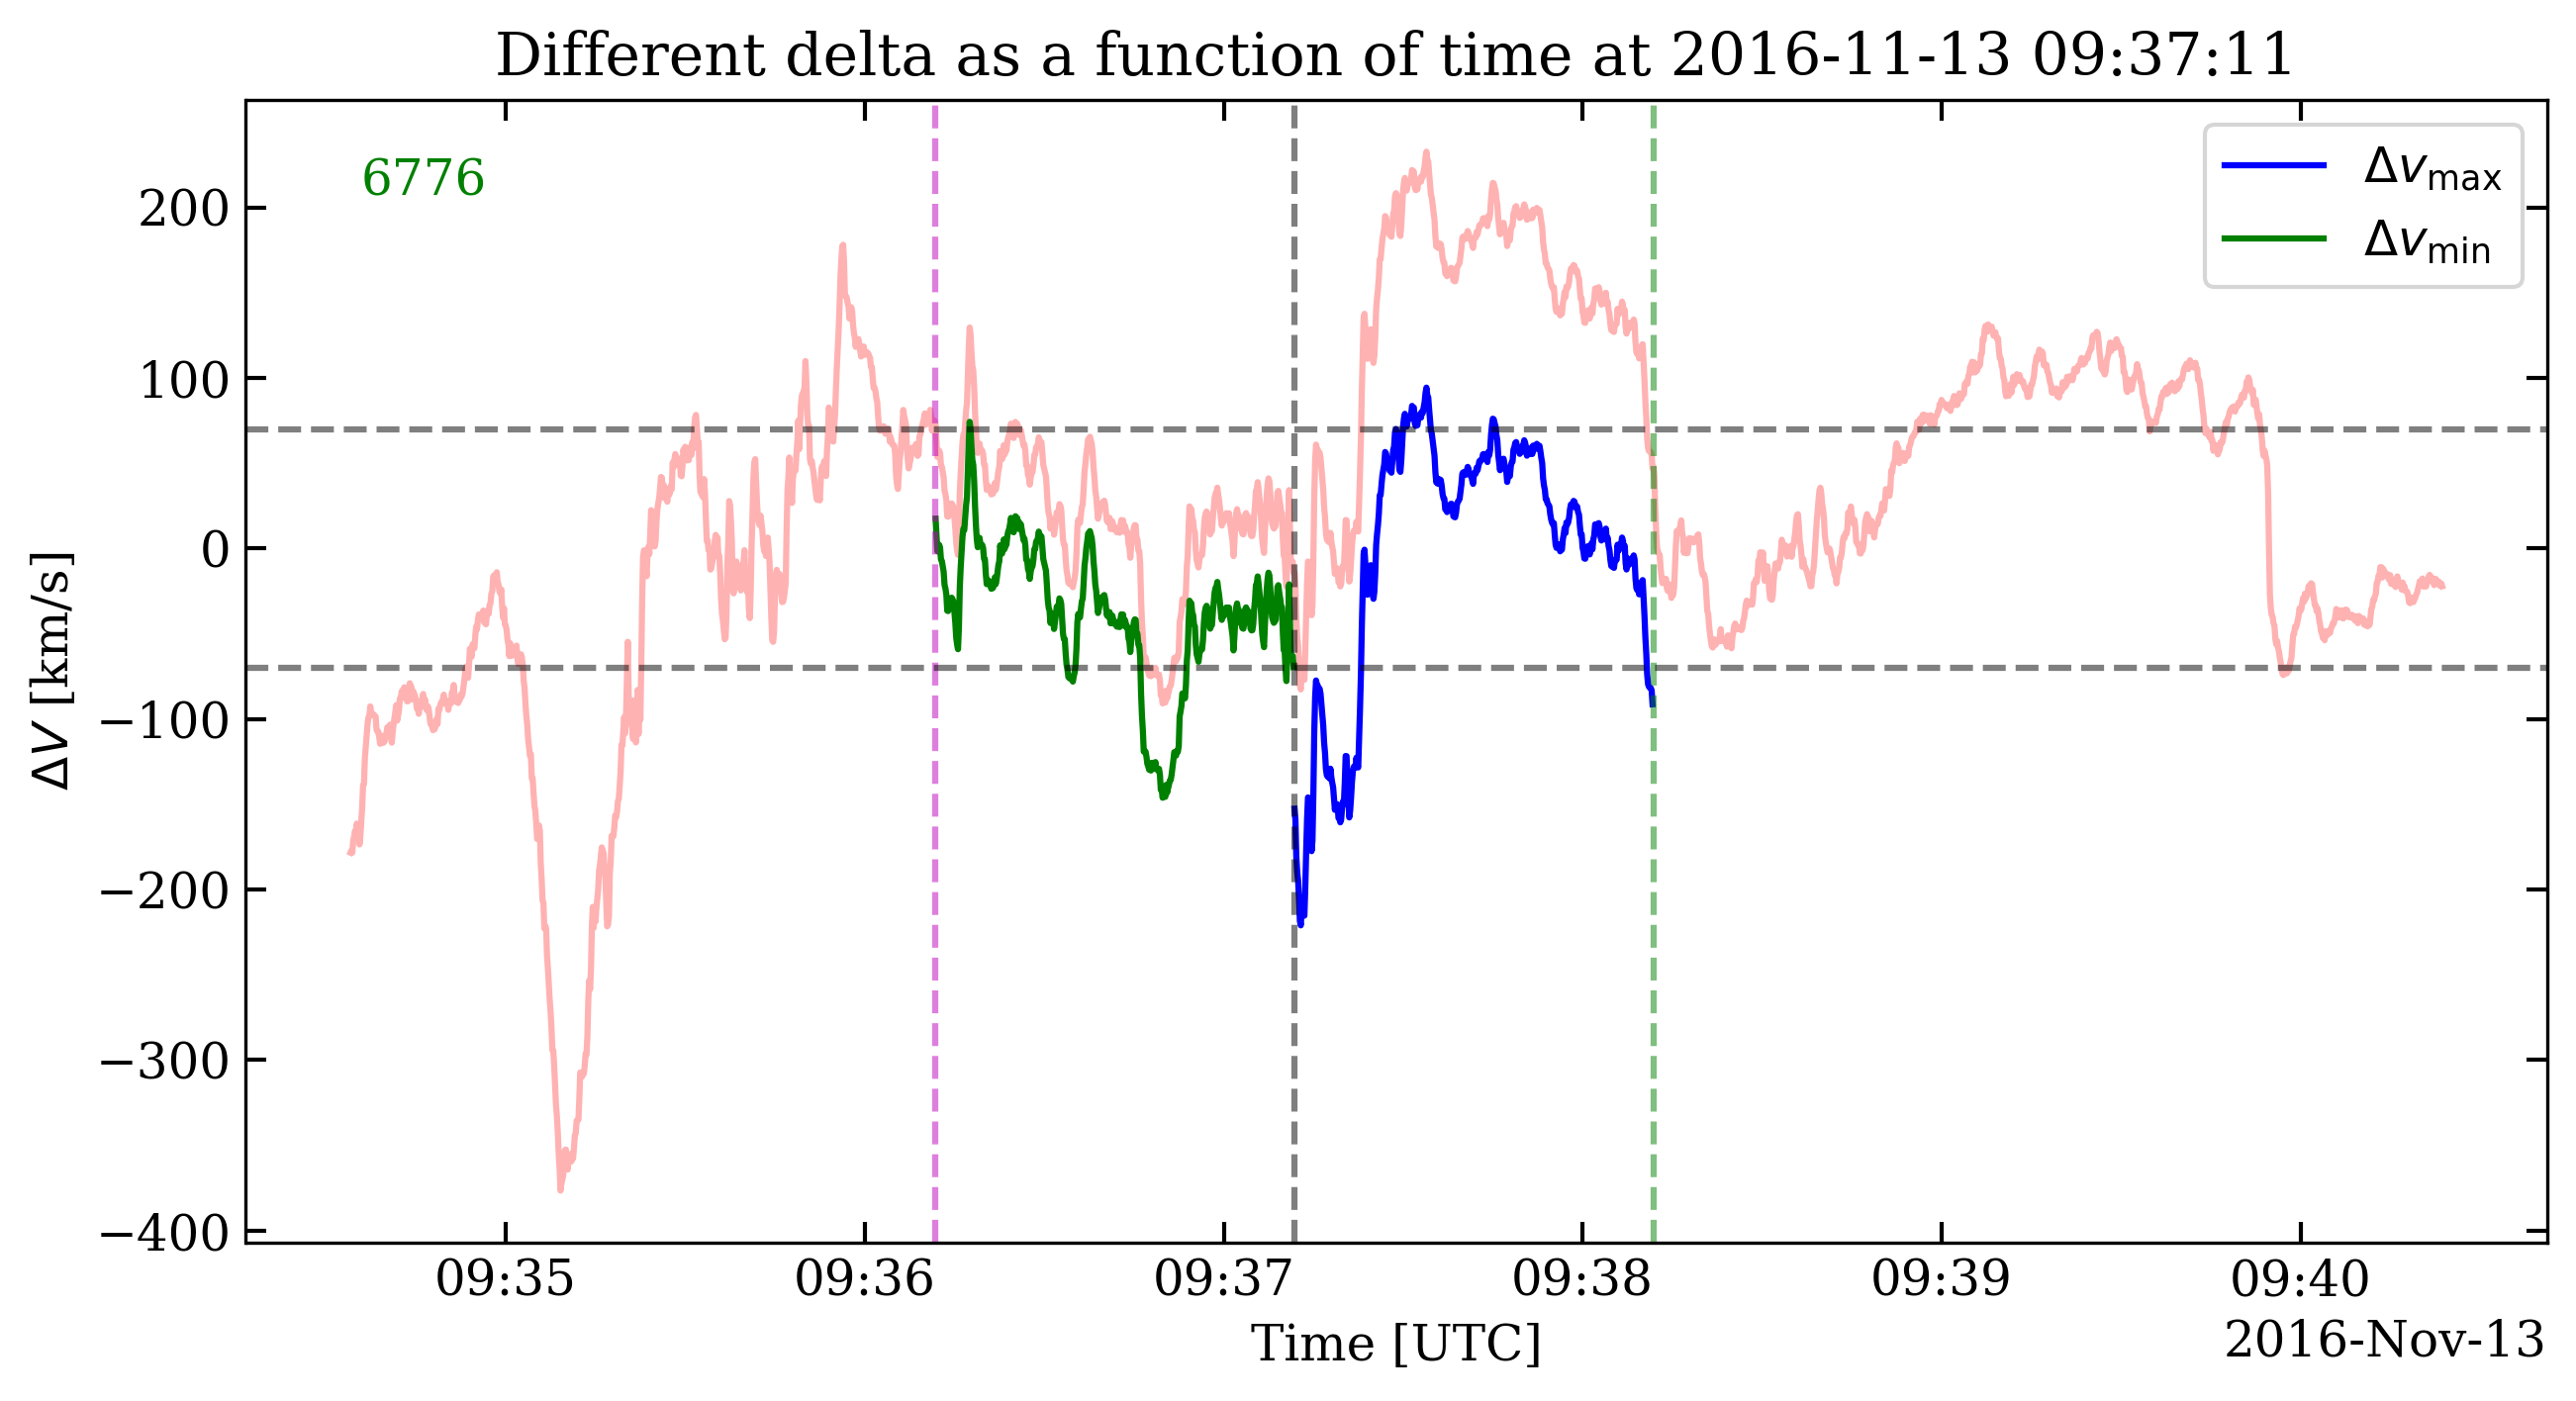 Different delta as a function of time at 2016-11-13 09:37:11
6776
Δv_max
Δv_min
ΔV [km/s]
200
100
0
−100
−200
−300
−400
09:35 09:36 09:37 09:38 09:39 09:40
Time [UTC]
2016-Nov-13